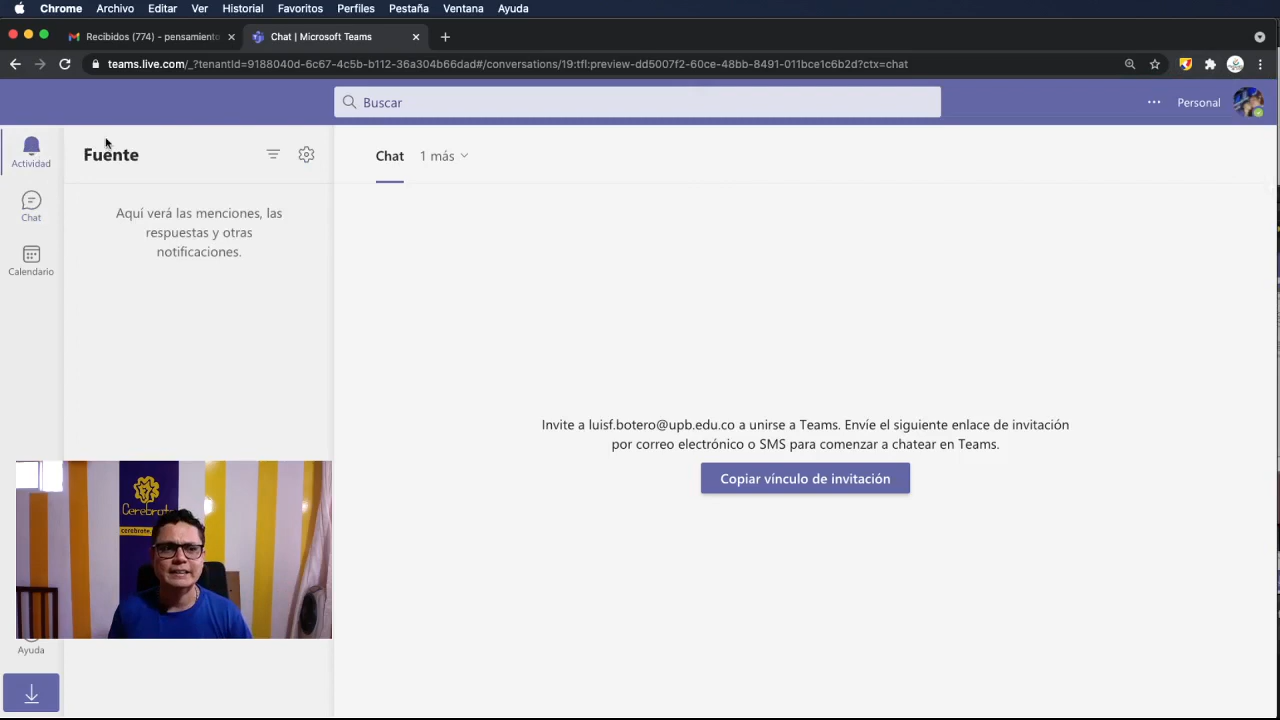 Chrome Archivo Editar Ver Historial Favoritos Perfiles Pestaña Ventana Ayuda
Recibidos (774) - pensamiento
Chat | Microsoft Teams
teams.live.com/_?tenantId=9188040d-6c67-4c5b-b112-36a304b66dad#/conversations/19:tfl:preview-dd5007f2-60ce-48bb-8491-011bce1c6b2d?ctx=chat
Buscar
Personal
Actividad
Chat
Calendario
Fuente
Aquí verá las menciones, las
respuestas y otras
notificaciones.
Chat 1 más
Invite a luisf.botero@upb.edu.co a unirse a Teams. Envíe el siguiente enlace de invitación
por correo electrónico o SMS para comenzar a chatear en Teams.
Copiar vínculo de invitación
Cerebrote
cerebrote.
Ayuda